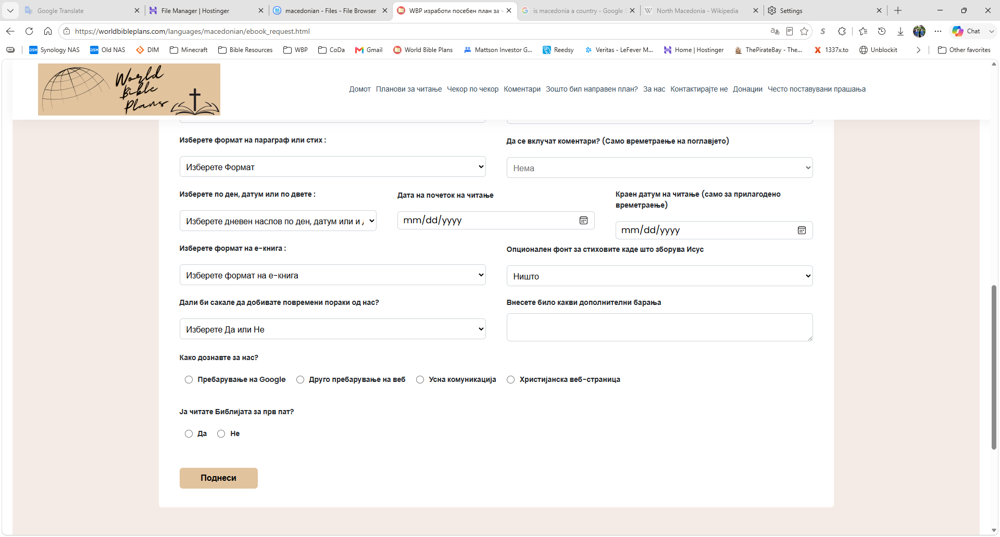 Google Translate
File Manager | Hostinger
macedonian - Files - File Browser
WBP изработи посебен план за
is macedonia a country - Google
North Macedonia - Wikipedia
Settings
https://worldbibleplans.com/languages/macedonian/ebook_request.html
Chat
Synology NAS
Old NAS
DIM
Minecraft
Bible Resources
WBP
CoDa
Gmail
World Bible Plans
Mattson Investor G...
Reedsy
Veritas - LeFever M...
Home | Hostinger
ThePirateBay - The...
1337x.to
Unblockit
Other favorites
World
Bible
Plans
Домот Планови за читање Чекор по чекор Коментари Зошто бил направен план? За нас Контактирајте не Донации Често поставувани прашања
Изберете формат на параграф или стих :
Да се вклучат коментари? (Само времетраење на поглавјето)
Изберете Формат
Нема
Изберете по ден, датум или по двете :
Дата на почеток на читање
Краен датум на читање (само за прилагодено
времетраење)
Изберете дневен наслов по ден, датум или и
mm/dd/yyyy
mm/dd/yyyy
Изберете формат на е-книга :
Опционален фонт за стиховите каде што зборува Исус
Изберете формат на е-книга
Ништо
Дали би сакале да добивате повремени пораки од нас?
Внесете било какви дополнителни барања
Изберете Да или Не
Како дознавте за нас?
Пребарување на Google Друго пребарување на веб Усна комуникација Христијанска веб-страница
Ја читате Библијата за прв пат?
Да Не
Поднеси